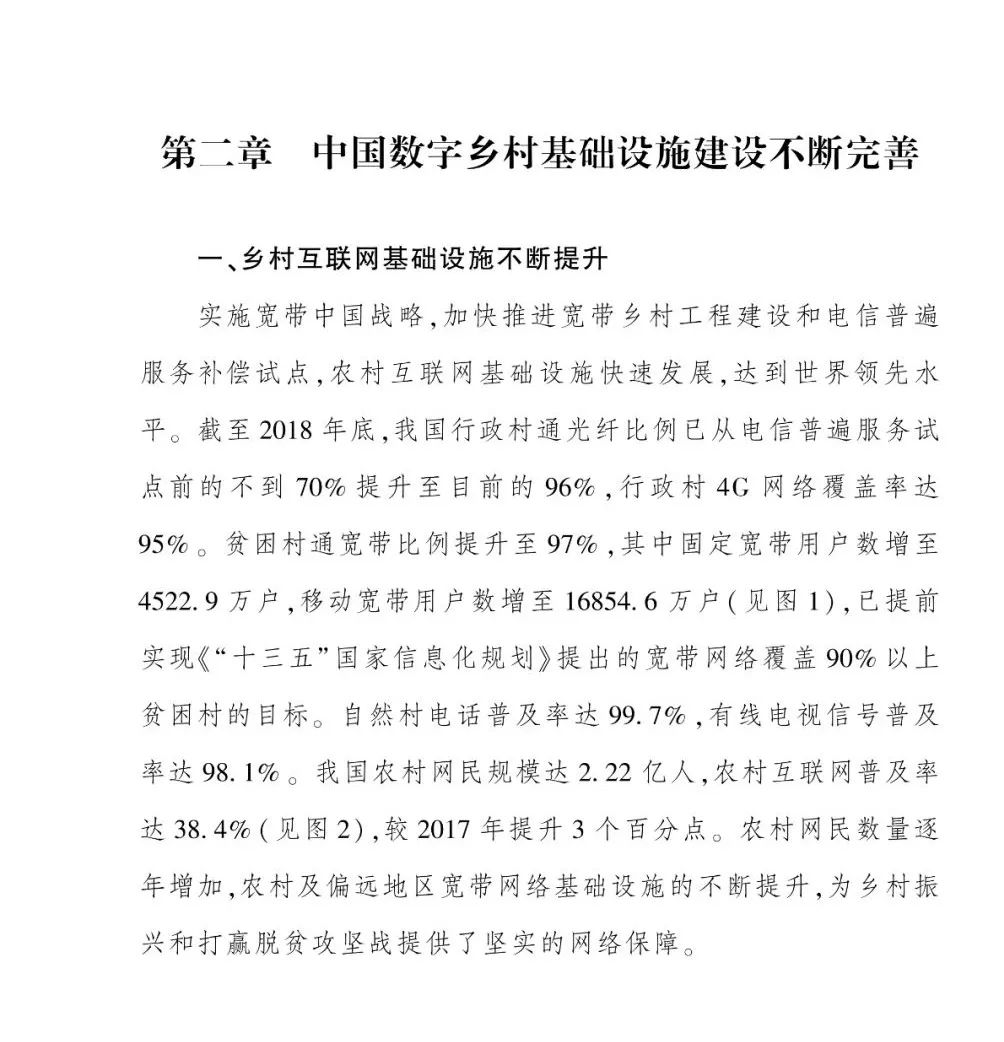 第二章　中国数字乡村基础设施建设不断完善
一、乡村互联网基础设施不断提升
实施宽带中国战略,加快推进宽带乡村工程建设和电信普遍
服务补偿试点,农村互联网基础设施快速发展,达到世界领先水
平。截至 2018 年底,我国行政村通光纤比例已从电信普遍服务试
点前的不到 70% 提升至目前的 96%,行政村 4G 网络覆盖率达
95%。贫困村通宽带比例提升至 97%,其中固定宽带用户数增至
4522.9 万户,移动宽带用户数增至 16854.6 万户(见图 1),已提前
实现《“十三五”国家信息化规划》提出的宽带网络覆盖 90% 以上
贫困村的目标。自然村电话普及率达 99.7%,有线电视信号普及
率达 98.1%。我国农村网民规模达 2.22 亿人,农村互联网普及率
达 38.4%(见图 2),较 2017 年提升 3 个百分点。农村网民数量逐
年增加,农村及偏远地区宽带网络基础设施的不断提升,为乡村振
兴和打赢脱贫攻坚战提供了坚实的网络保障。